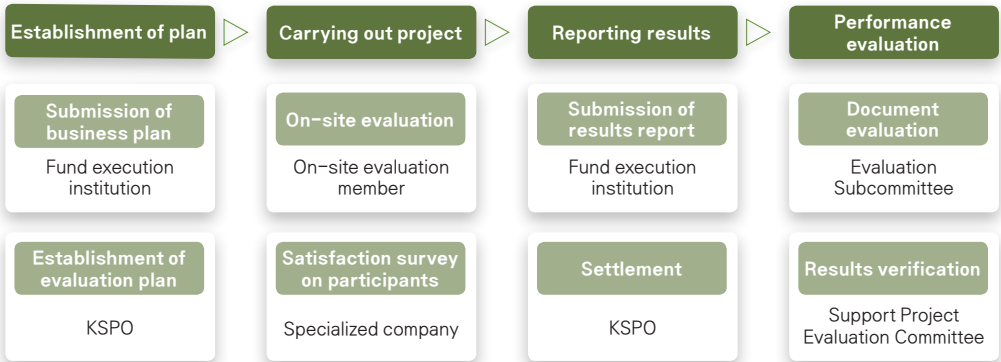 Establishment of plan
Carrying out project
Reporting results
Performance
evaluation
Submission of
business plan
Fund execution
institution
On-site evaluation
On-site evaluation
member
Submission of
results report
Fund execution
institution
Document
evaluation
Evaluation
Subcommittee
Establishment of
evaluation plan
KSPO
Satisfaction survey
on participants
Specialized company
Settlement
KSPO
Results verification
Support Project
Evaluation Committee